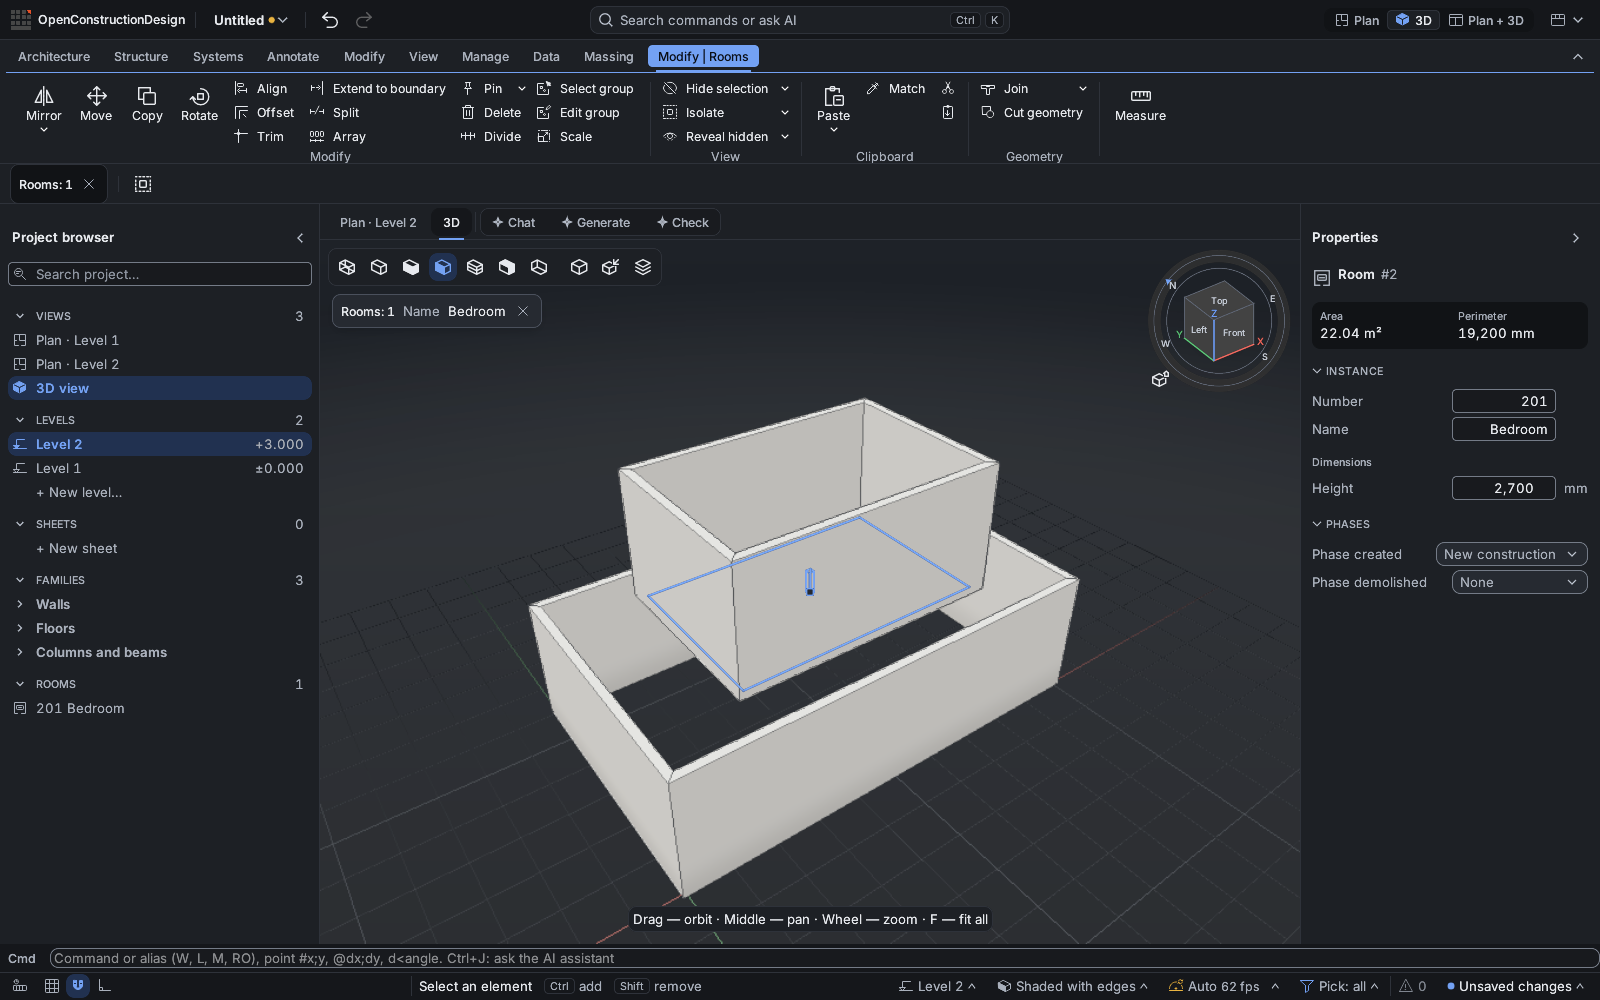 OpenConstructionDesign Untitled Search commands or ask AI Ctrl K Plan 3D Plan + 3D
Architecture Structure Systems Annotate Modify View Manage Data Massing Modify | Rooms
Mirror Move Copy Rotate Align Extend to boundary Pin Select group Hide selection Paste Match Join Measure
Offset Split Delete Edit group Isolate Cut geometry
Trim Array Divide Scale Reveal hidden
Modify View Clipboard Geometry
Rooms: 1
Project browser
Search project...
VIEWS 3
Plan · Level 1
Plan · Level 2
3D view
LEVELS 2
Level 2 +3.000
Level 1 ±0.000
+ New level...
SHEETS 0
+ New sheet
FAMILIES 3
Walls
Floors
Columns and beams
ROOMS 1
201 Bedroom
Plan · Level 2 3D Chat Generate Check
Rooms: 1 Name Bedroom
N E W S
Top Left Front
Z Y X
Drag — orbit · Middle — pan · Wheel — zoom · F — fit all
Properties
Room #2
Area Perimeter
22.04 m² 19,200 mm
INSTANCE
Number 201
Name Bedroom
Dimensions
Height 2,700 mm
PHASES
Phase created New construction
Phase demolished None
Cmd Command or alias (W, L, M, RO), point #x;y, @dx;dy, d<angle. Ctrl+J: ask the AI assistant
Select an element Ctrl add Shift remove Level 2 Shaded with edges Auto 62 fps Pick: all 0 Unsaved changes